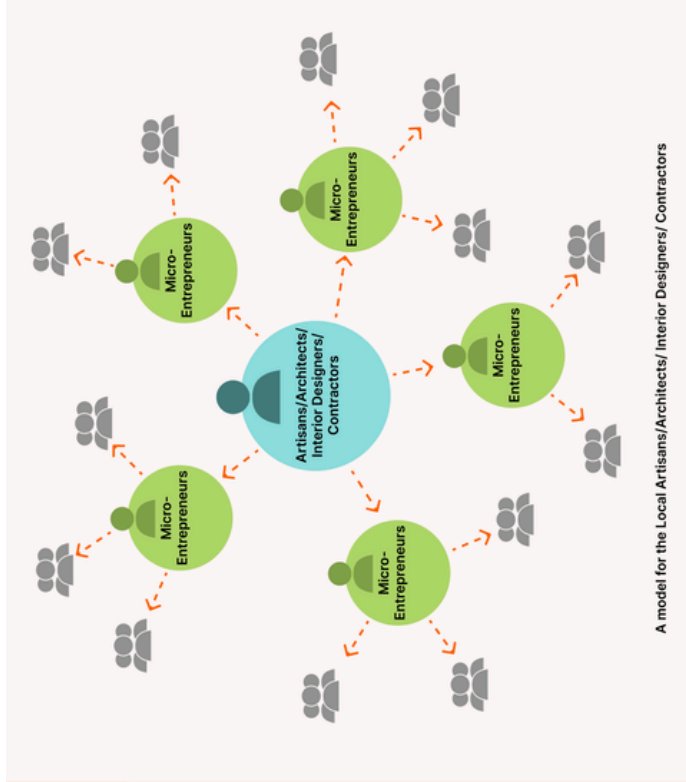 Micro-
Entrepreneurs
Micro-
Entrepreneurs
Artisans/Architects/
Interior Designers/
Contractors
Micro-
Entrepreneurs
Micro-
Entrepreneurs
Micro-
Entrepreneurs
A model for the Local Artisans/Architects/ Interior Designers/ Contractors